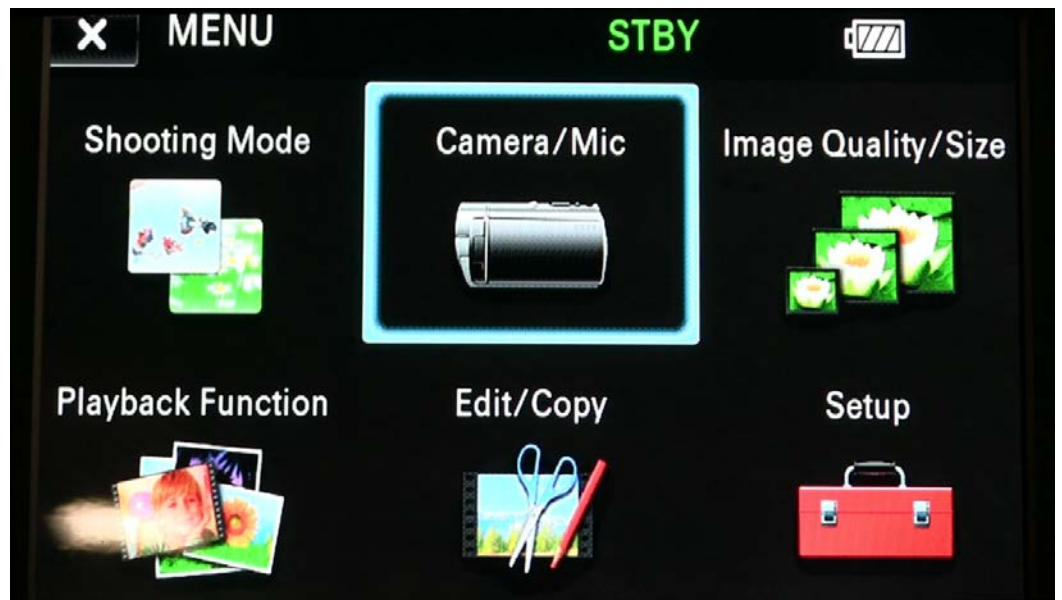 X MENU STBY
Shooting Mode Camera/Mic Image Quality/Size
Playback Function Edit/Copy Setup